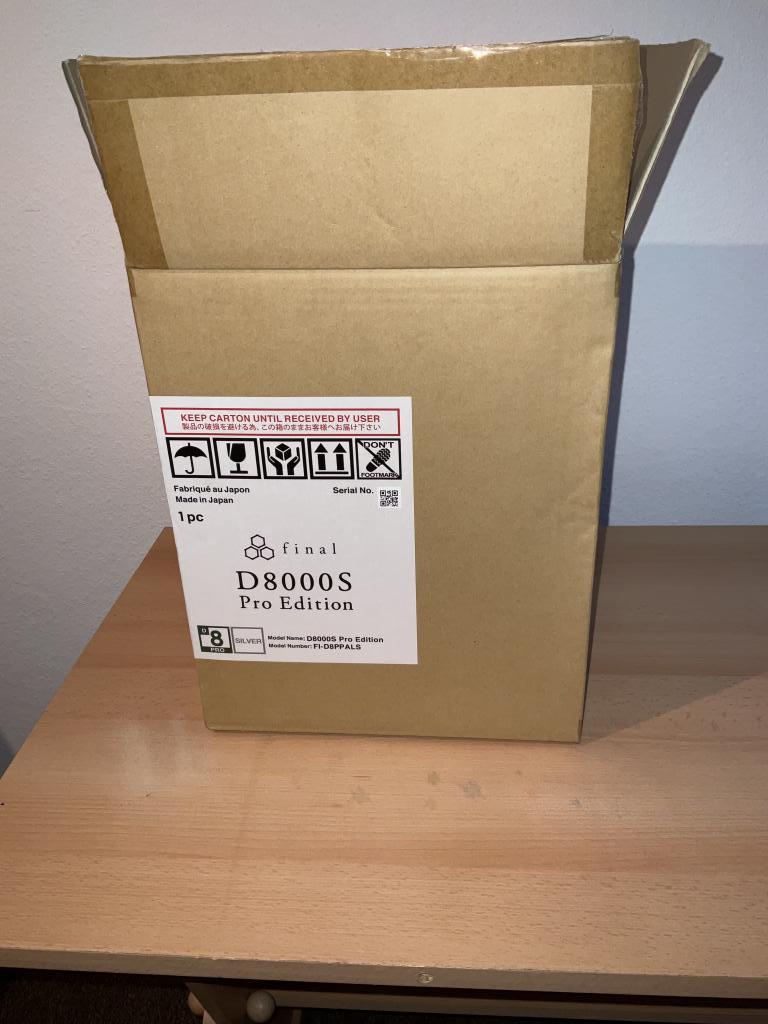 KEEP CARTON UNTIL RECEIVED BY USER
製品の破損を避ける為、この箱のままお客様へお届け下さい
DON'T
FOOTMARK
Fabriqué au Japon
Made in Japan
Serial No.
1 pc
final
D8000S
Pro Edition
D
8
PRO
SILVER
Model Name: D8000S Pro Edition
Model Number: FI-D8PPALS